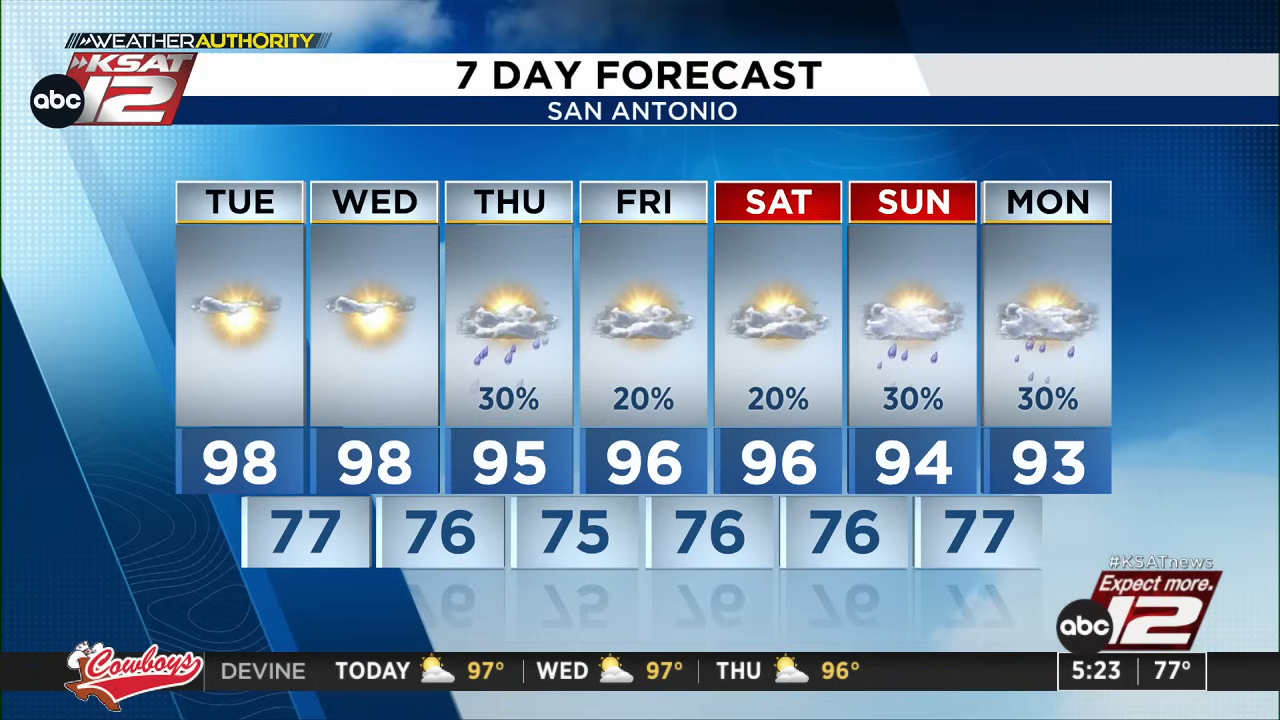 WEATHERAUTHORITY
KSAT
abc 12
7 DAY FORECAST
SAN ANTONIO
TUE WED THU FRI SAT SUN MON
30% 20% 20% 30% 30%
98 98 95 96 96 94 93
77 76 75 76 76 77
#KSATnews
Expect more.
abc 12
Cowboys DEVINE TODAY 97° WED 97° THU 96° 5:23 77°